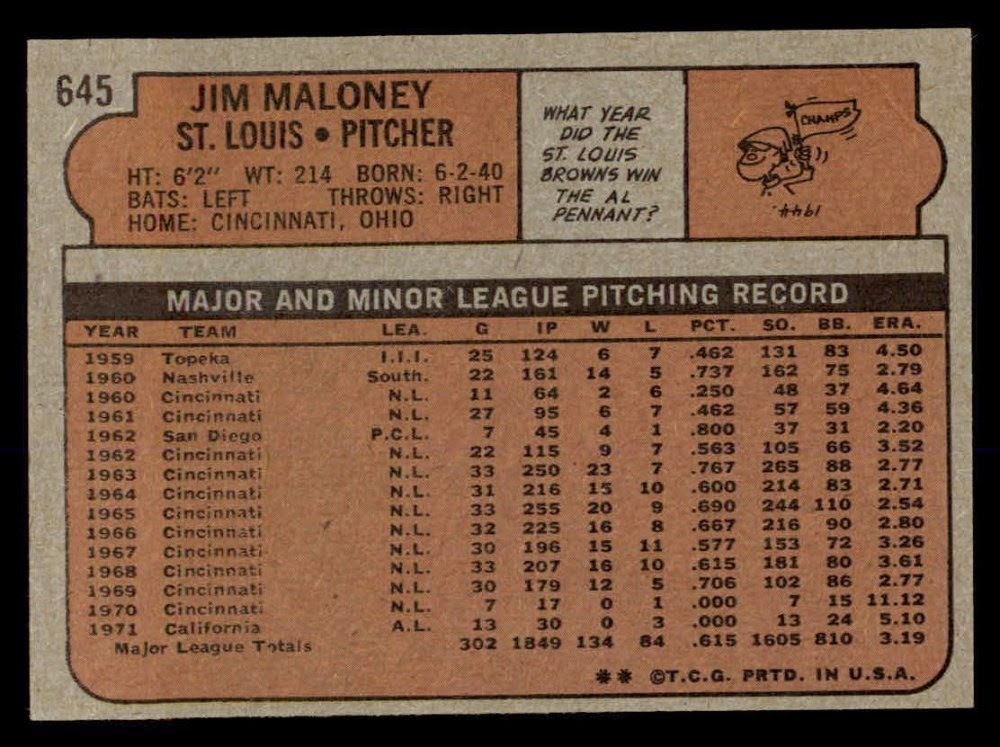 645
JIM MALONEY
ST. LOUIS • PITCHER
HT: 6'2" WT: 214 BORN: 6-2-40
BATS: LEFT THROWS: RIGHT
HOME: CINCINNATI, OHIO
WHAT YEAR
DID THE
ST. LOUIS
BROWNS WIN
THE AL
PENNANT?
CHAMPS
1944.
MAJOR AND MINOR LEAGUE PITCHING RECORD
YEAR TEAM LEA. G IP W L PCT. SO. BB. ERA.
1959 Topeka I.I.I. 25 124 6 7 .462 131 83 4.50
1960 Nashville South. 22 161 14 5 .737 162 75 2.79
1960 Cincinnati N.L. 11 64 2 6 .250 48 37 4.64
1961 Cincinnati N.L. 27 95 6 7 .462 57 59 4.36
1962 San Diego P.C.L. 7 45 4 1 .800 37 31 2.20
1962 Cincinnati N.L. 22 115 9 7 .563 105 66 3.52
1963 Cincinnati N.L. 33 250 23 7 .767 265 88 2.77
1964 Cincinnati N.L. 31 216 15 10 .600 214 83 2.71
1965 Cincinnati N.L. 33 255 20 9 .690 244 110 2.54
1966 Cincinnati N.L. 32 225 16 8 .667 216 90 2.80
1967 Cincinnati N.L. 30 196 15 11 .577 153 72 3.26
1968 Cincinnati N.L. 33 207 16 10 .615 181 80 3.61
1969 Cincinnati N.L. 30 179 12 5 .706 102 86 2.77
1970 Cincinnati N.L. 7 17 0 1 .000 7 15 11.12
1971 California A.L. 13 30 0 3 .000 13 24 5.10
Major League Totals 302 1849 134 84 .615 1605 810 3.19
** ©T.C.G. PRTD. IN U.S.A.